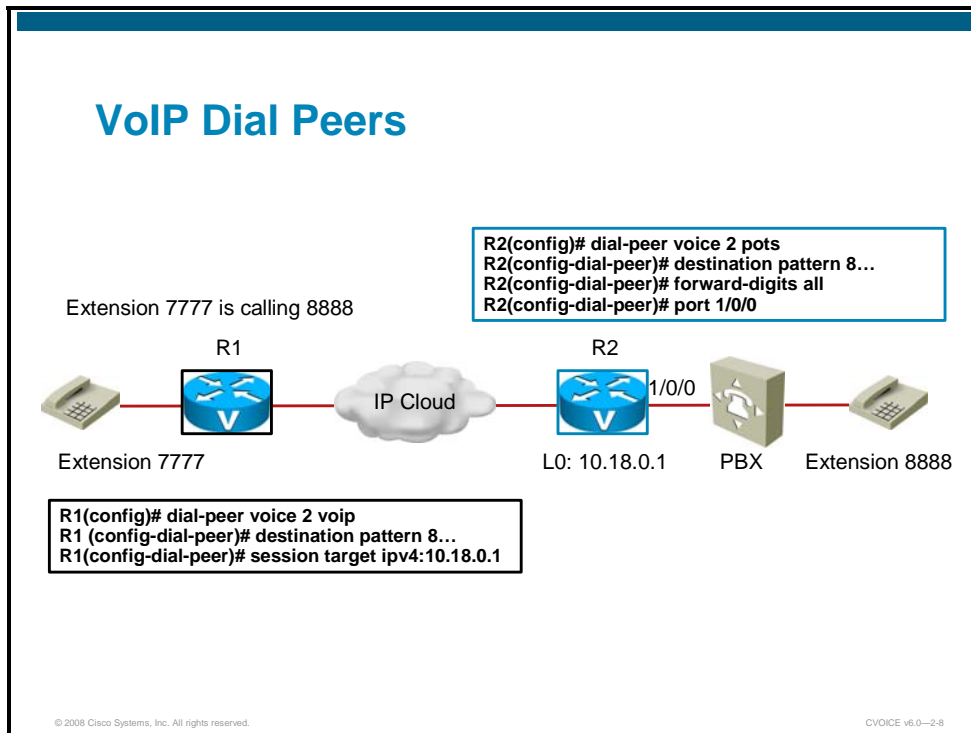 VoIP Dial Peers
R2(config)# dial-peer voice 2 pots
R2(config-dial-peer)# destination pattern 8…
R2(config-dial-peer)# forward-digits all
R2(config-dial-peer)# port 1/0/0
Extension 7777 is calling 8888
R1
R2
V
IP Cloud
V
1/0/0
Extension 7777
L0: 10.18.0.1
PBX
Extension 8888
R1(config)# dial-peer voice 2 voip
R1 (config-dial-peer)# destination pattern 8…
R1(config-dial-peer)# session target ipv4:10.18.0.1
© 2008 Cisco Systems, Inc. All rights reserved.
CVOICE v6.0—2-8